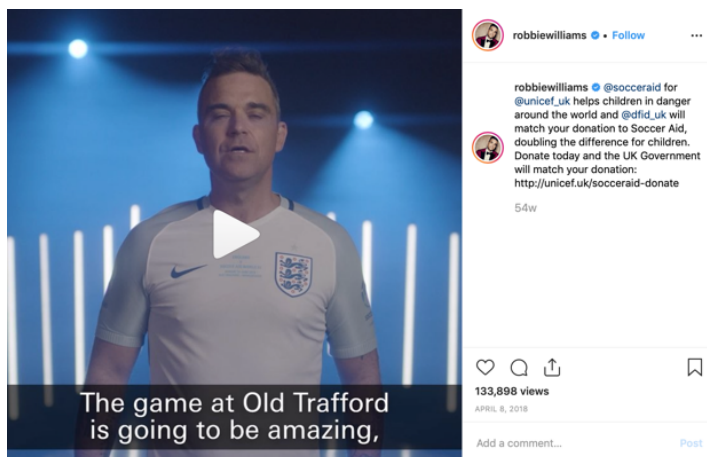 robbiewilliams • Follow
robbiewilliams @socceraid for
@unicef_uk helps children in danger
around the world and @dfid_uk will
match your donation to Soccer Aid,
doubling the difference for children.
Donate today and the UK Government
will match your donation:
http://unicef.uk/socceraid-donate
54w
The game at Old Trafford
is going to be amazing,
133,898 views
APRIL 8, 2018
Add a comment...
Post